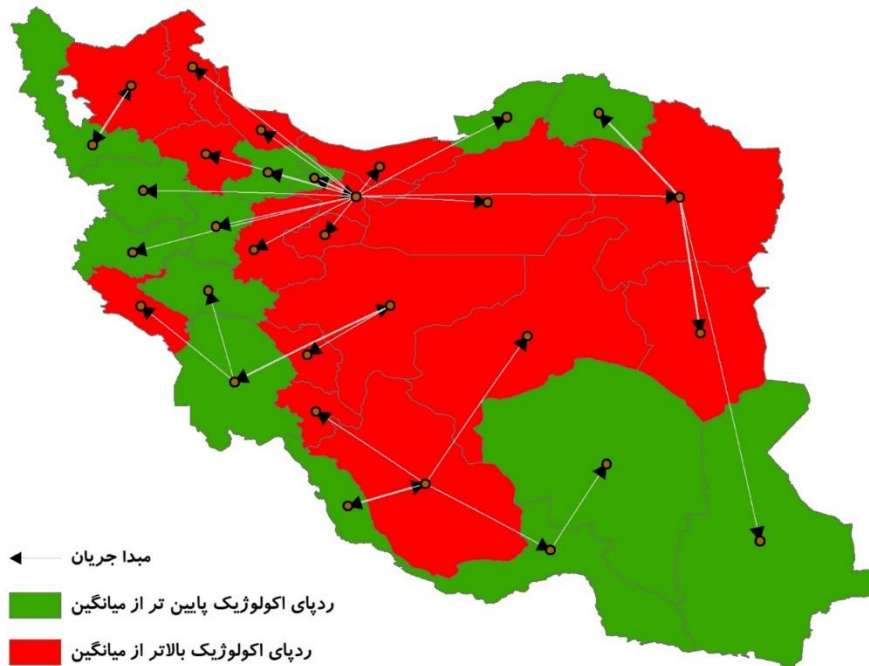 مبدا جریان
ردپای اکولوژیک پایین تر از میانگین
ردپای اکولوژیک بالاتر از میانگین